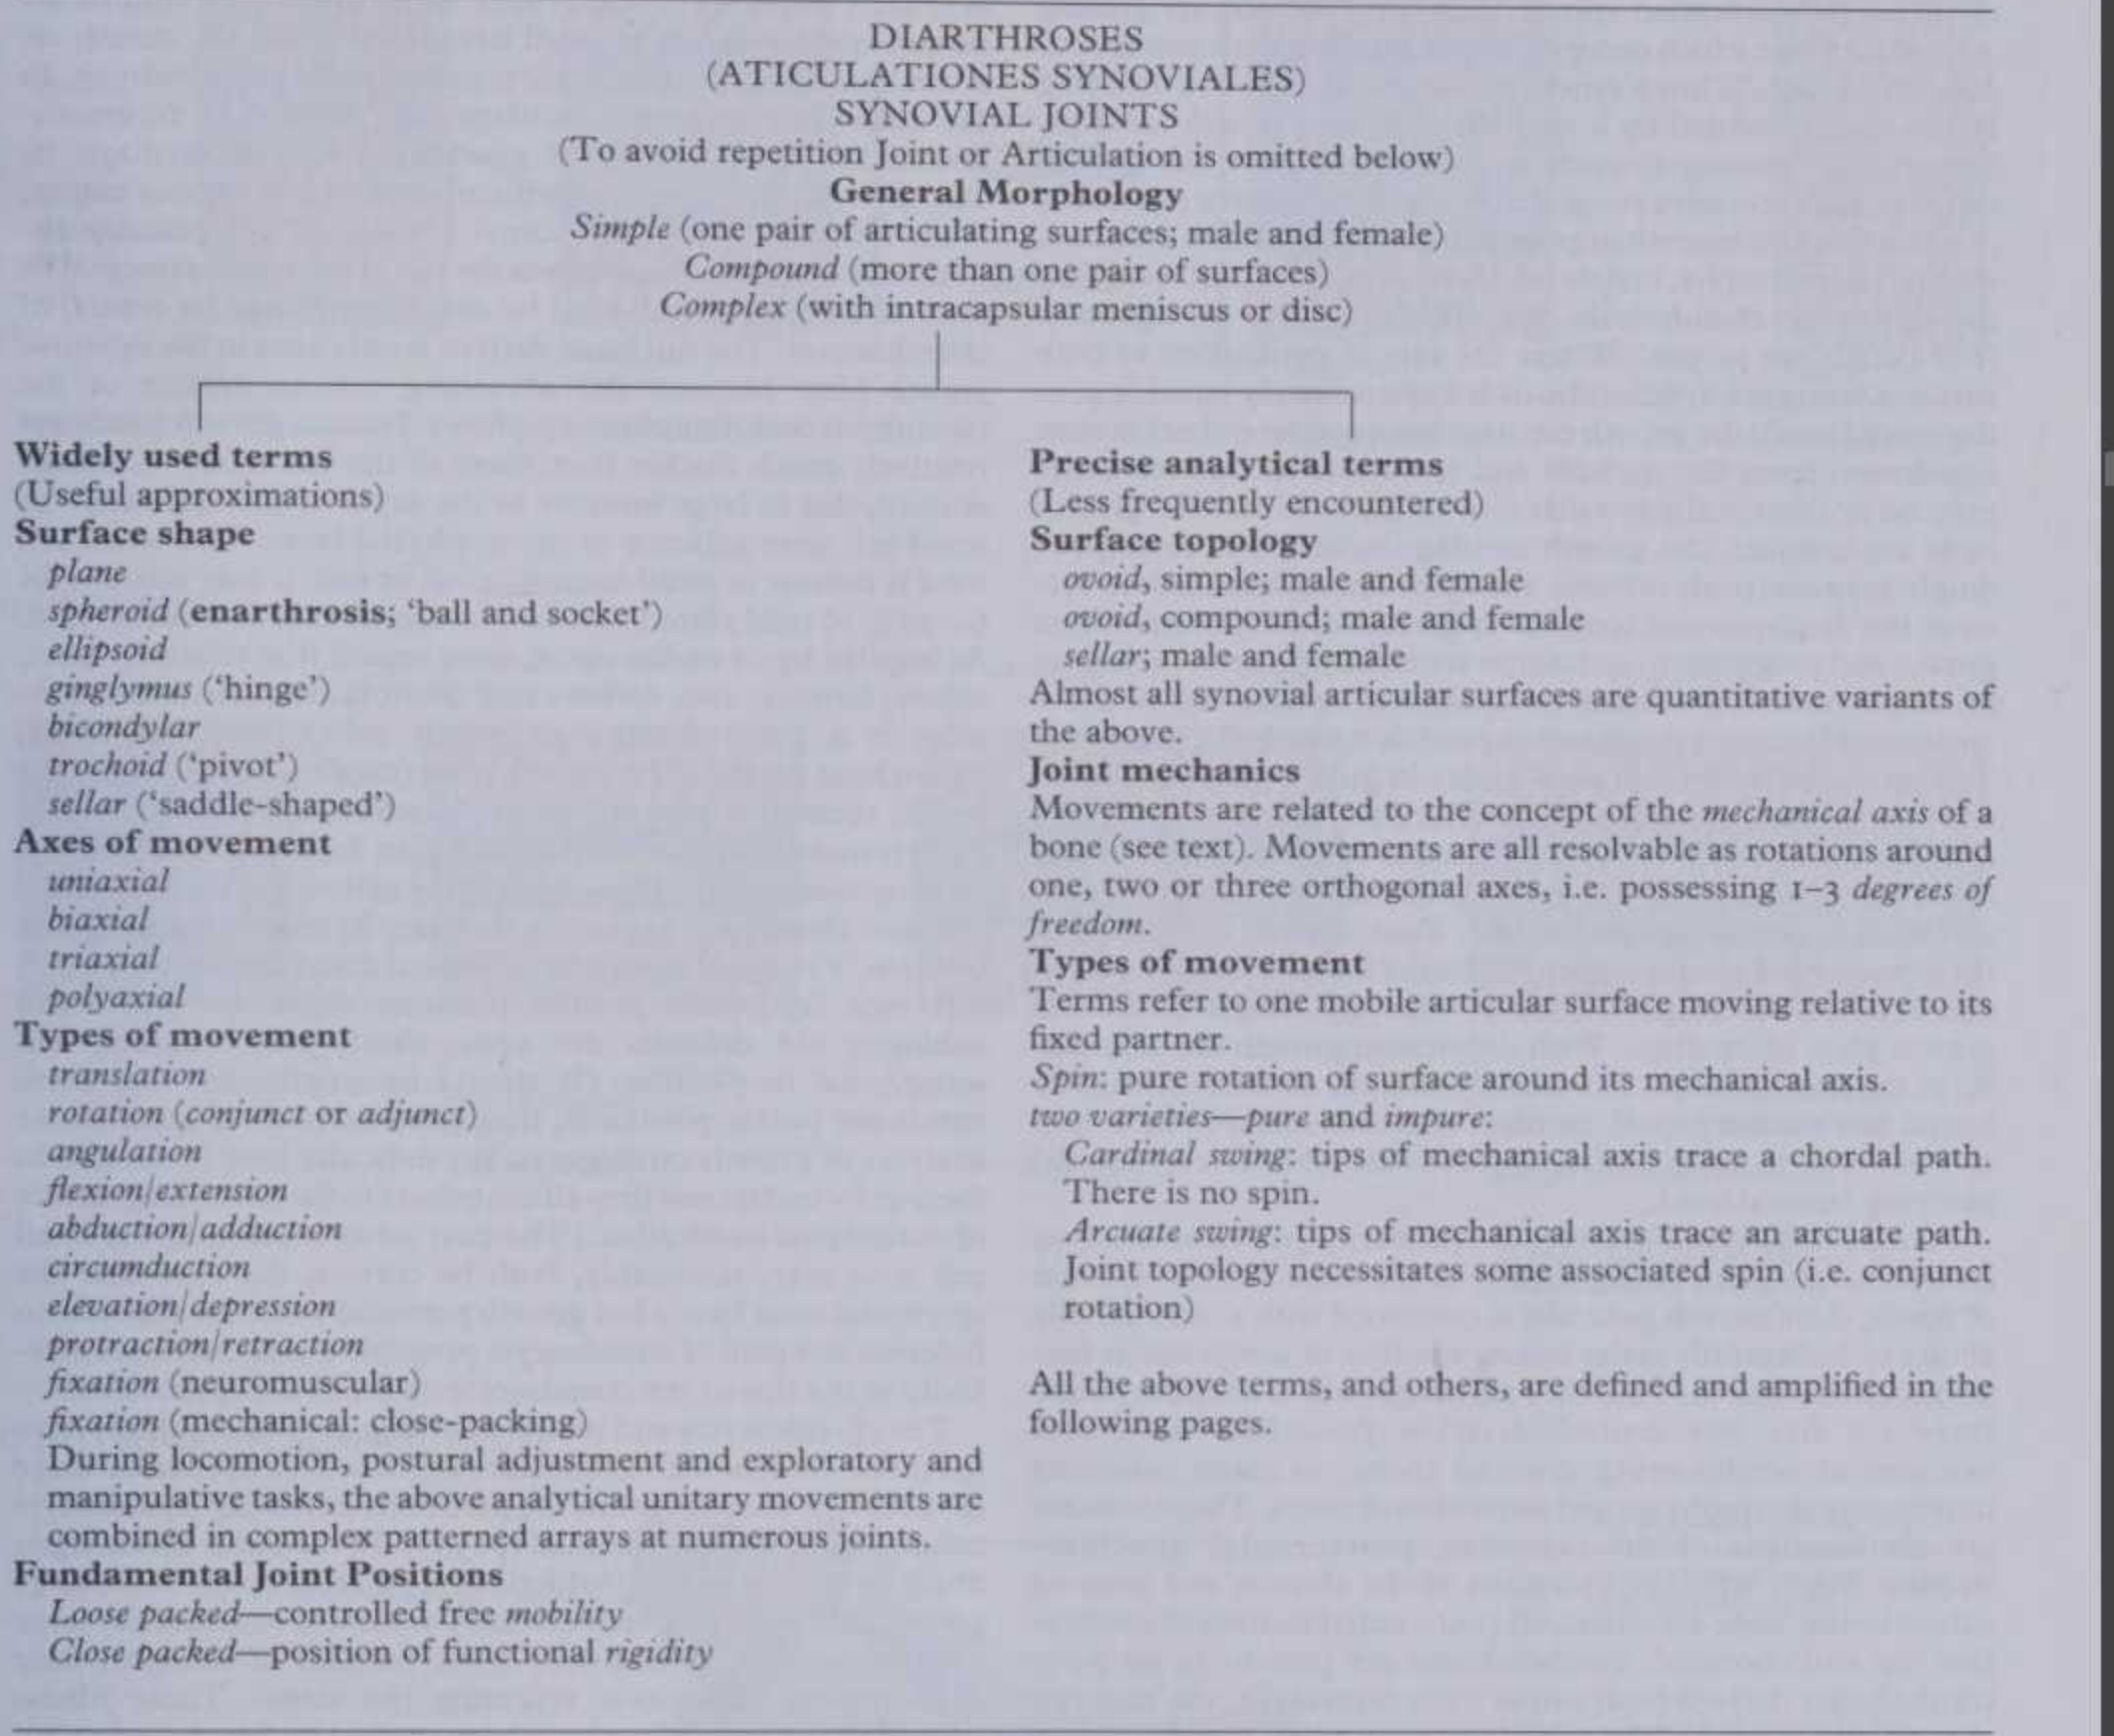 DIARTHROSES
(ATICULATIONES SYNOVIALES)
SYNOVIAL JOINTS
(To avoid repetition Joint or Articulation is omitted below)
General Morphology
Simple (one pair of articulating surfaces; male and female)
Compound (more than one pair of surfaces)
Complex (with intracapsular meniscus or disc)
Widely used terms
(Useful approximations)
Surface shape
plane
spheroid (enarthrosis; ‘ball and socket’)
ellipsoid
ginglymus (‘hinge’)
bicondylar
trochoid (‘pivot’)
sellar (‘saddle-shaped’)
Axes of movement
uniaxial
biaxial
triaxial
polyaxial
Types of movement
translation
rotation (conjunct or adjunct)
angulation
flexion/extension
abduction/adduction
circumduction
elevation/depression
protraction/retraction
fixation (neuromuscular)
fixation (mechanical: close-packing)
During locomotion, postural adjustment and exploratory and
manipulative tasks, the above analytical unitary movements are
combined in complex patterned arrays at numerous joints.
Fundamental Joint Positions
Loose packed—controlled free mobility
Close packed—position of functional rigidity
Precise analytical terms
(Less frequently encountered)
Surface topology
ovoid, simple; male and female
ovoid, compound; male and female
sellar; male and female
Almost all synovial articular surfaces are quantitative variants of
the above.
Joint mechanics
Movements are related to the concept of the mechanical axis of a
bone (see text). Movements are all resolvable as rotations around
one, two or three orthogonal axes, i.e. possessing 1–3 degrees of
freedom.
Types of movement
Terms refer to one mobile articular surface moving relative to its
fixed partner.
Spin: pure rotation of surface around its mechanical axis.
two varieties—pure and impure:
Cardinal swing: tips of mechanical axis trace a chordal path.
There is no spin.
Arcuate swing: tips of mechanical axis trace an arcuate path.
Joint topology necessitates some associated spin (i.e. conjunct
rotation)
All the above terms, and others, are defined and amplified in the
following pages.